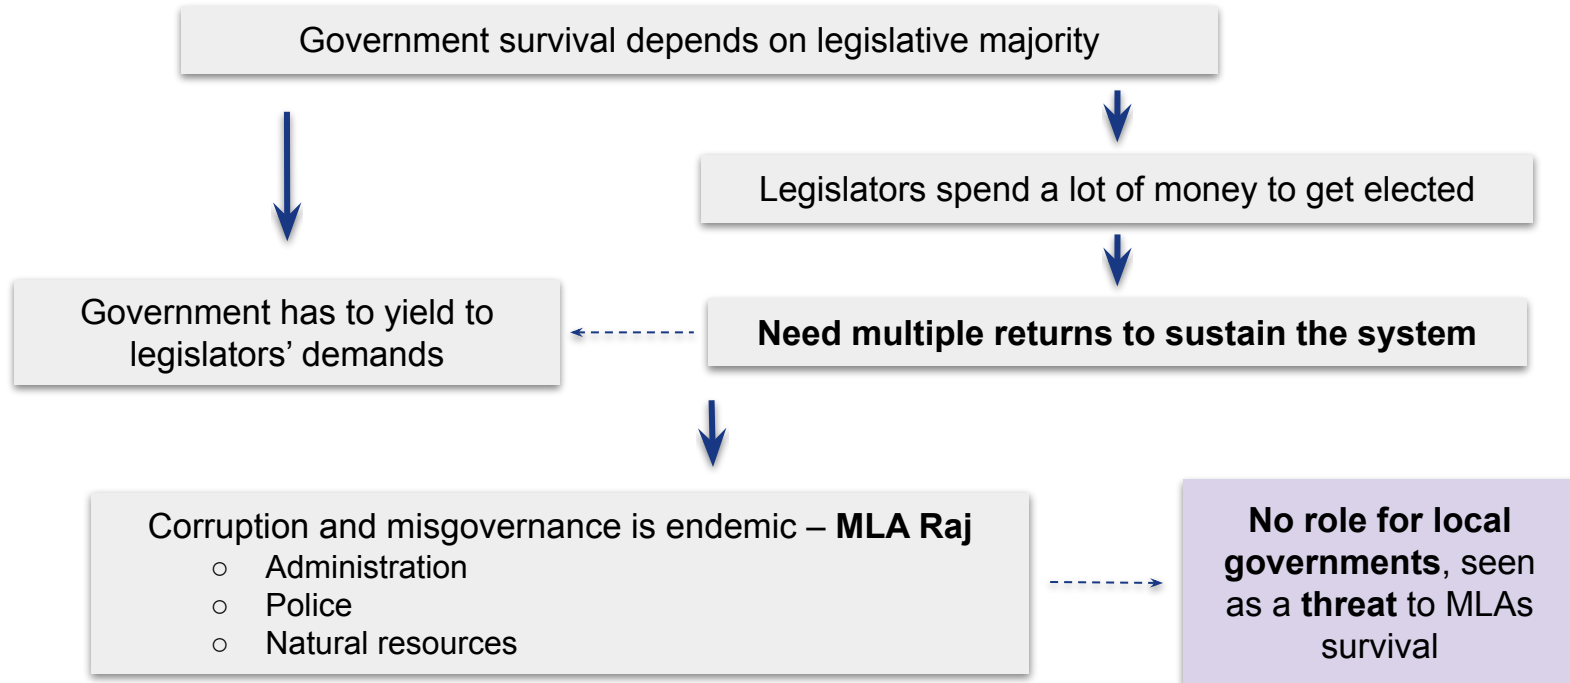 Government survival depends on legislative majority
Legislators spend a lot of money to get elected
Government has to yield to
legislators’ demands
Need multiple returns to sustain the system
Corruption and misgovernance is endemic – MLA Raj
○ Administration
○ Police
○ Natural resources
No role for local
governments, seen
as a threat to MLAs
survival